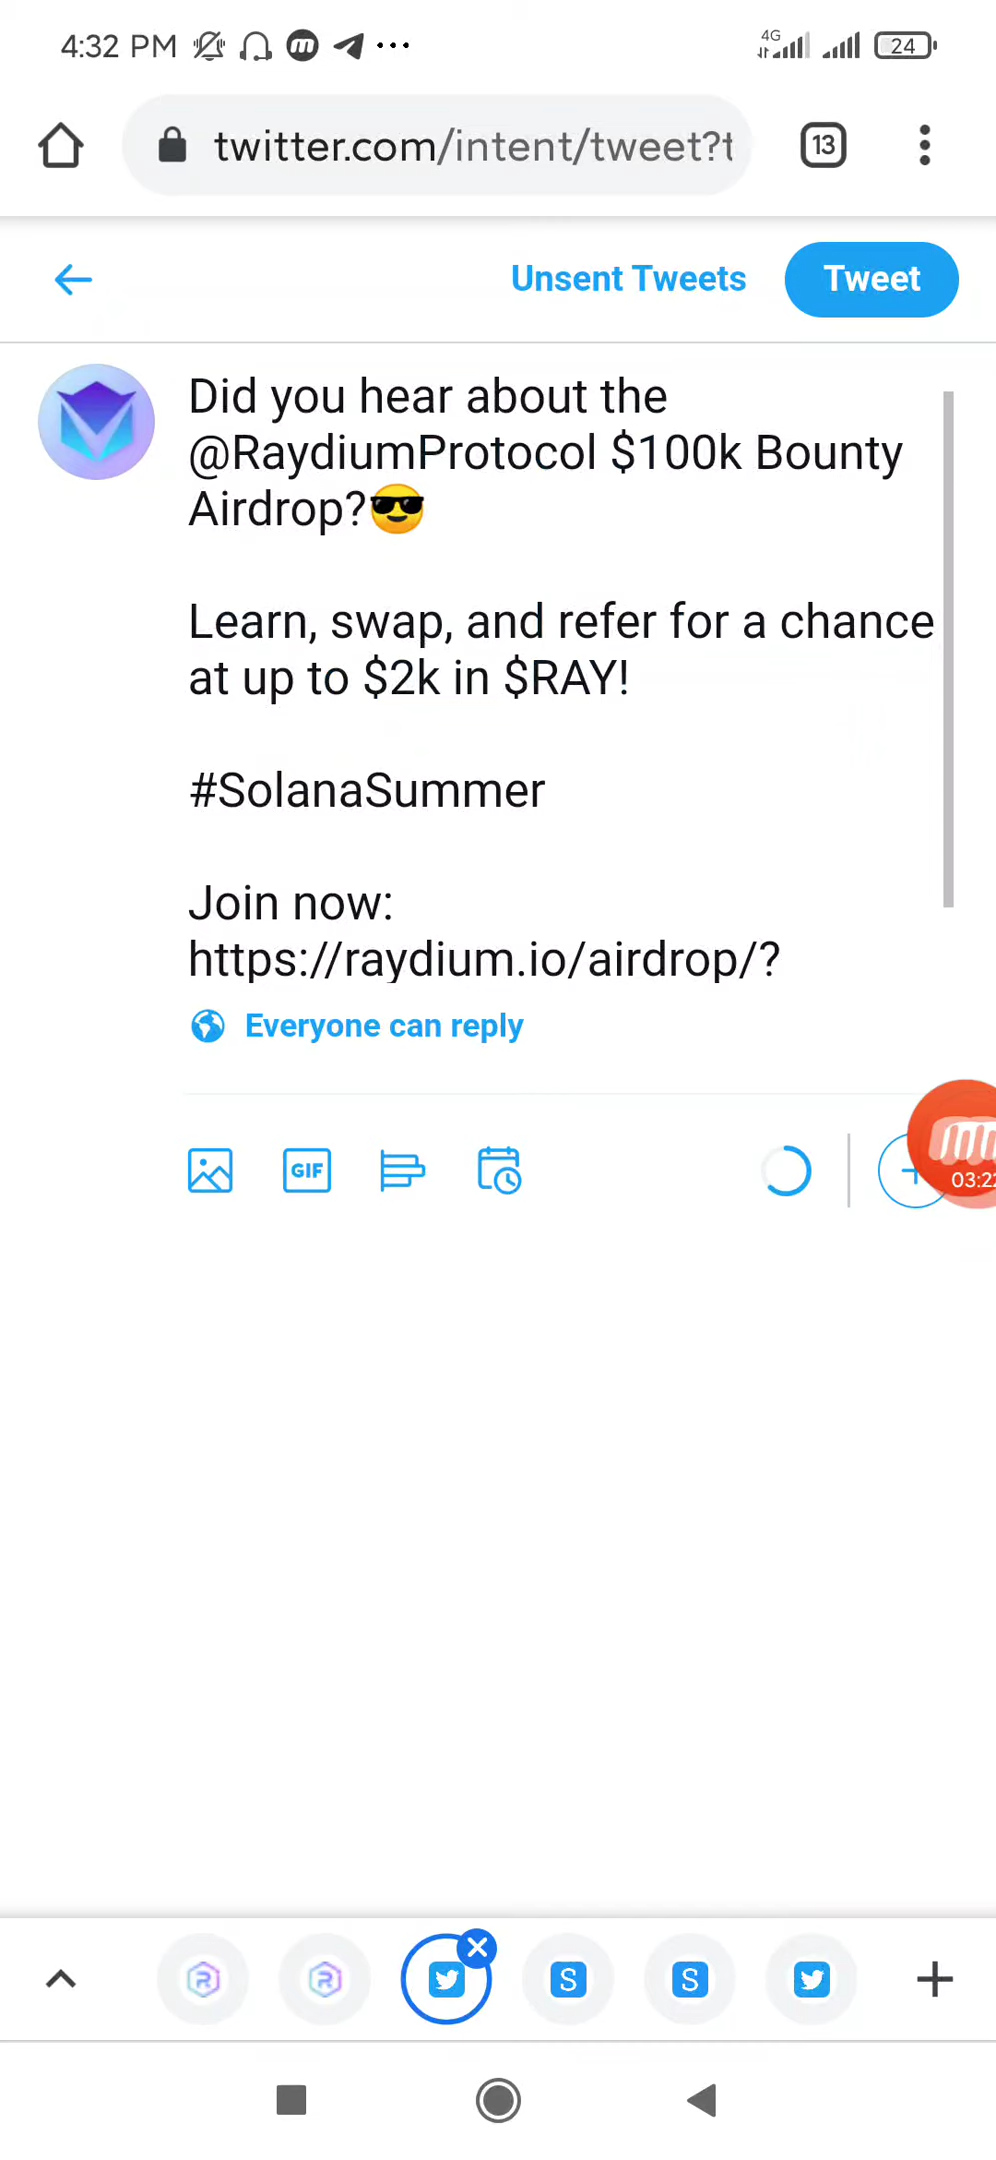 4:32 PM
4G
24
twitter.com/intent/tweet?t
13
Unsent Tweets
Tweet
Did you hear about the
@RaydiumProtocol $100k Bounty
Airdrop?😎
Learn, swap, and refer for a chance
at up to $2k in $RAY!
#SolanaSummer
Join now:
https://raydium.io/airdrop/?
Everyone can reply
GIF